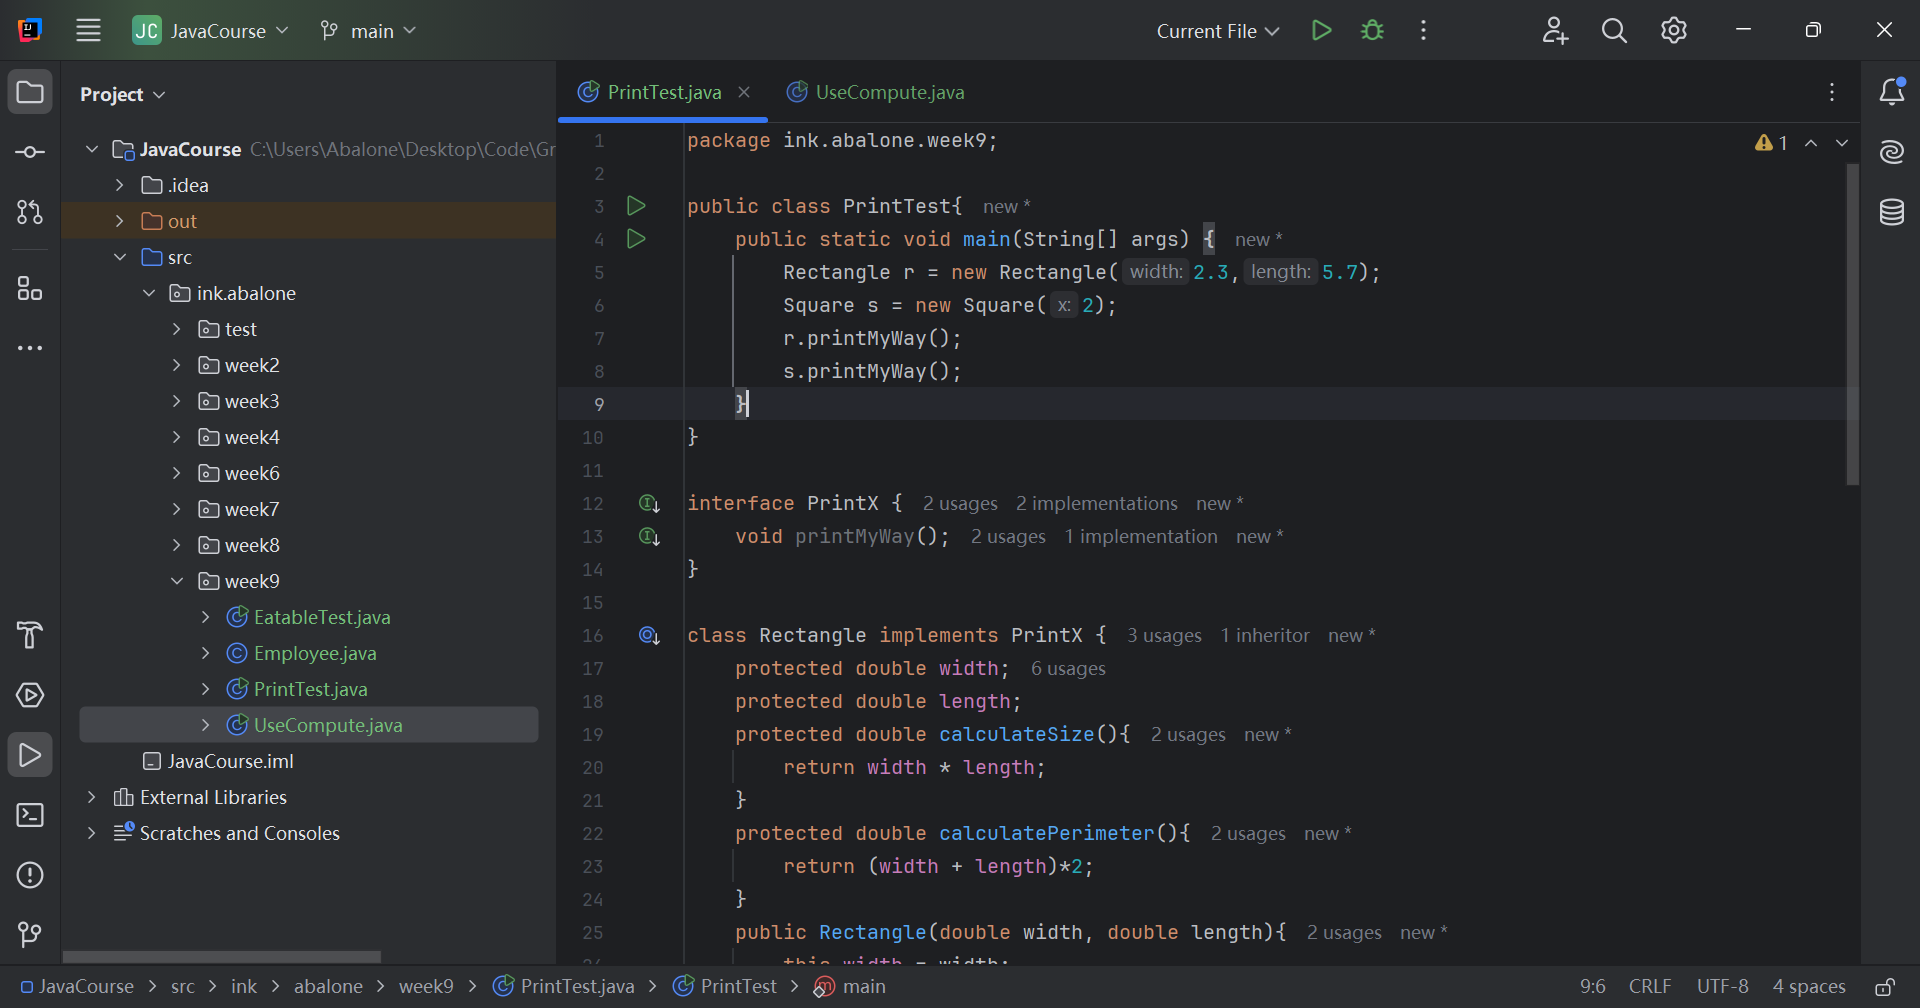 JC JavaCourse main Current File
Project
JavaCourse C:\Users\Abalone\Desktop\Code\Gr
.idea
out
src
ink.abalone
test
week2
week3
week4
week6
week7
week8
week9
EatableTest.java
Employee.java
PrintTest.java
UseCompute.java
JavaCourse.iml
External Libraries
Scratches and Consoles
PrintTest.java UseCompute.java
1 package ink.abalone.week9; 1
2
3 public class PrintTest{ new *
4 public static void main(String[] args) { new *
5 Rectangle r = new Rectangle( width: 2.3, length: 5.7);
6 Square s = new Square( x: 2);
7 r.printMyWay();
8 s.printMyWay();
9 }
10 }
11
12 interface PrintX { 2 usages 2 implementations new *
13 void printMyWay(); 2 usages 1 implementation new *
14 }
15
16 class Rectangle implements PrintX { 3 usages 1 inheritor new *
17 protected double width; 6 usages
18 protected double length;
19 protected double calculateSize(){ 2 usages new *
20 return width * length;
21 }
22 protected double calculatePerimeter(){ 2 usages new *
23 return (width + length)*2;
24 }
25 public Rectangle(double width, double length){ 2 usages new *
26 this.width = width;
JavaCourse > src > ink > abalone > week9 > PrintTest.java > PrintTest > main 9:6 CRLF UTF-8 4 spaces